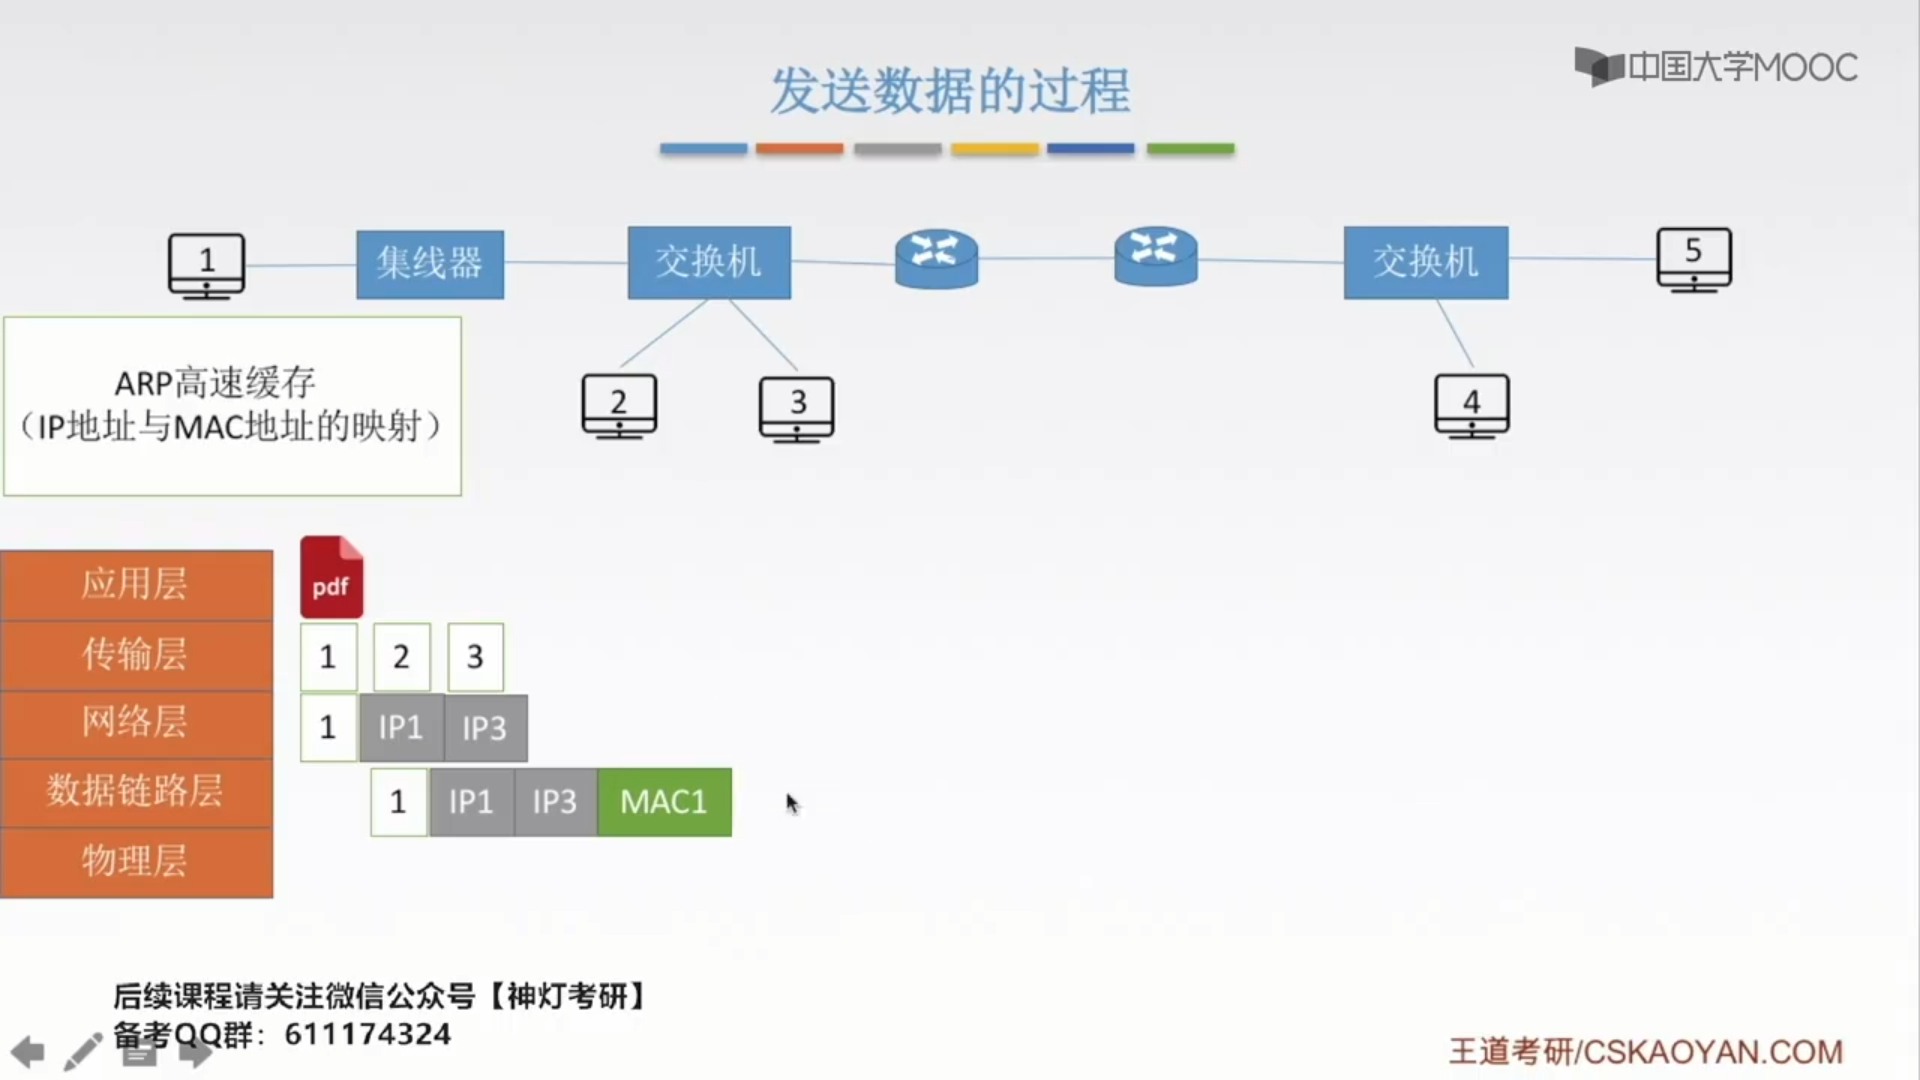 发送数据的过程
中国大学MOOC
1
集线器
交换机
交换机
5
2
3
4
ARP高速缓存
（IP地址与MAC地址的映射）
应用层
pdf
传输层
1 2 3
网络层
1 IP1 IP3
数据链路层
1 IP1 IP3 MAC1
物理层
后续课程请关注微信公众号【神灯考研】
备考QQ群：611174324
王道考研/CSKAOYAN.COM